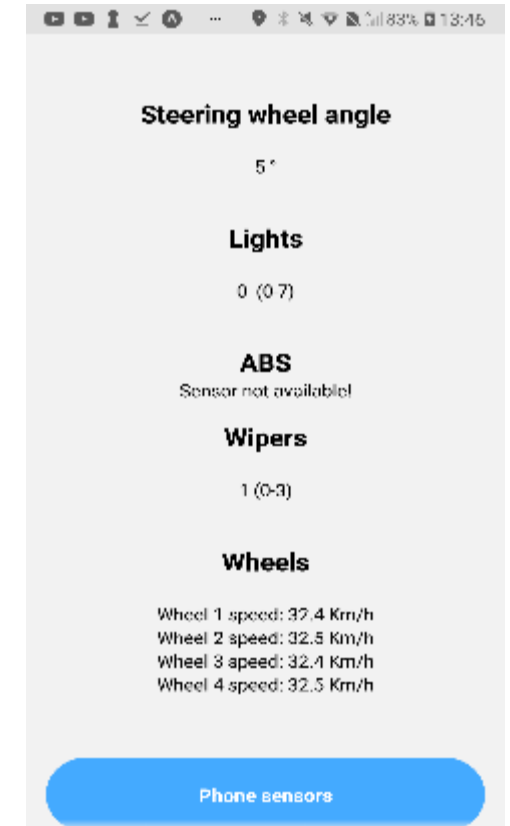 83% 13:46
Steering wheel angle
5 °
Lights
0 (0 7)
ABS
Sensor not available!
Wipers
1 (0-3)
Wheels
Wheel 1 speed: 32.4 Km/h
Wheel 2 speed: 32.5 Km/h
Wheel 3 speed: 32.4 Km/h
Wheel 4 speed: 32.5 Km/h
Phone sensors